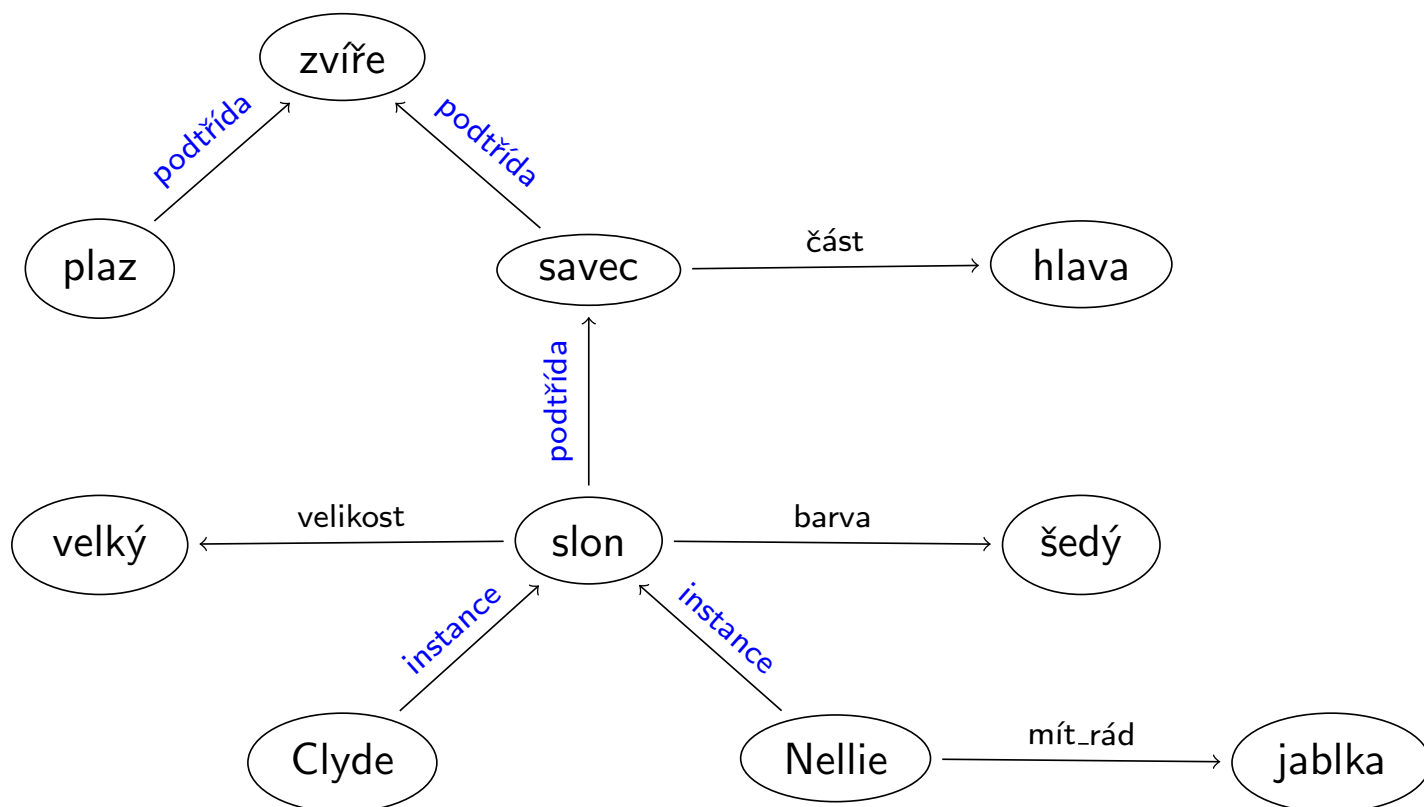 zvíře
podtřída
podtřída
plaz
savec
část
hlava
podtřída
velký
velikost
slon
barva
šedý
instance
instance
Clyde
Nellie
mít_rád
jablka